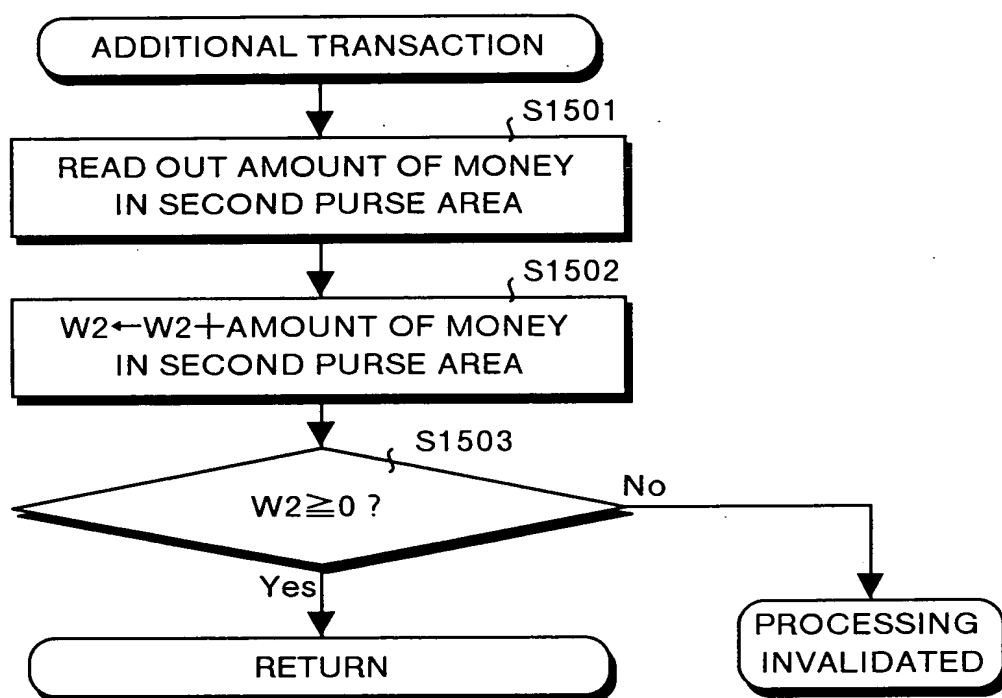 ADDITIONAL TRANSACTION
S1501
READ OUT AMOUNT OF MONEY
IN SECOND PURSE AREA
S1502
W2←W2+AMOUNT OF MONEY
IN SECOND PURSE AREA
S1503
W2≧0 ?
No
Yes
RETURN
PROCESSING
INVALIDATED